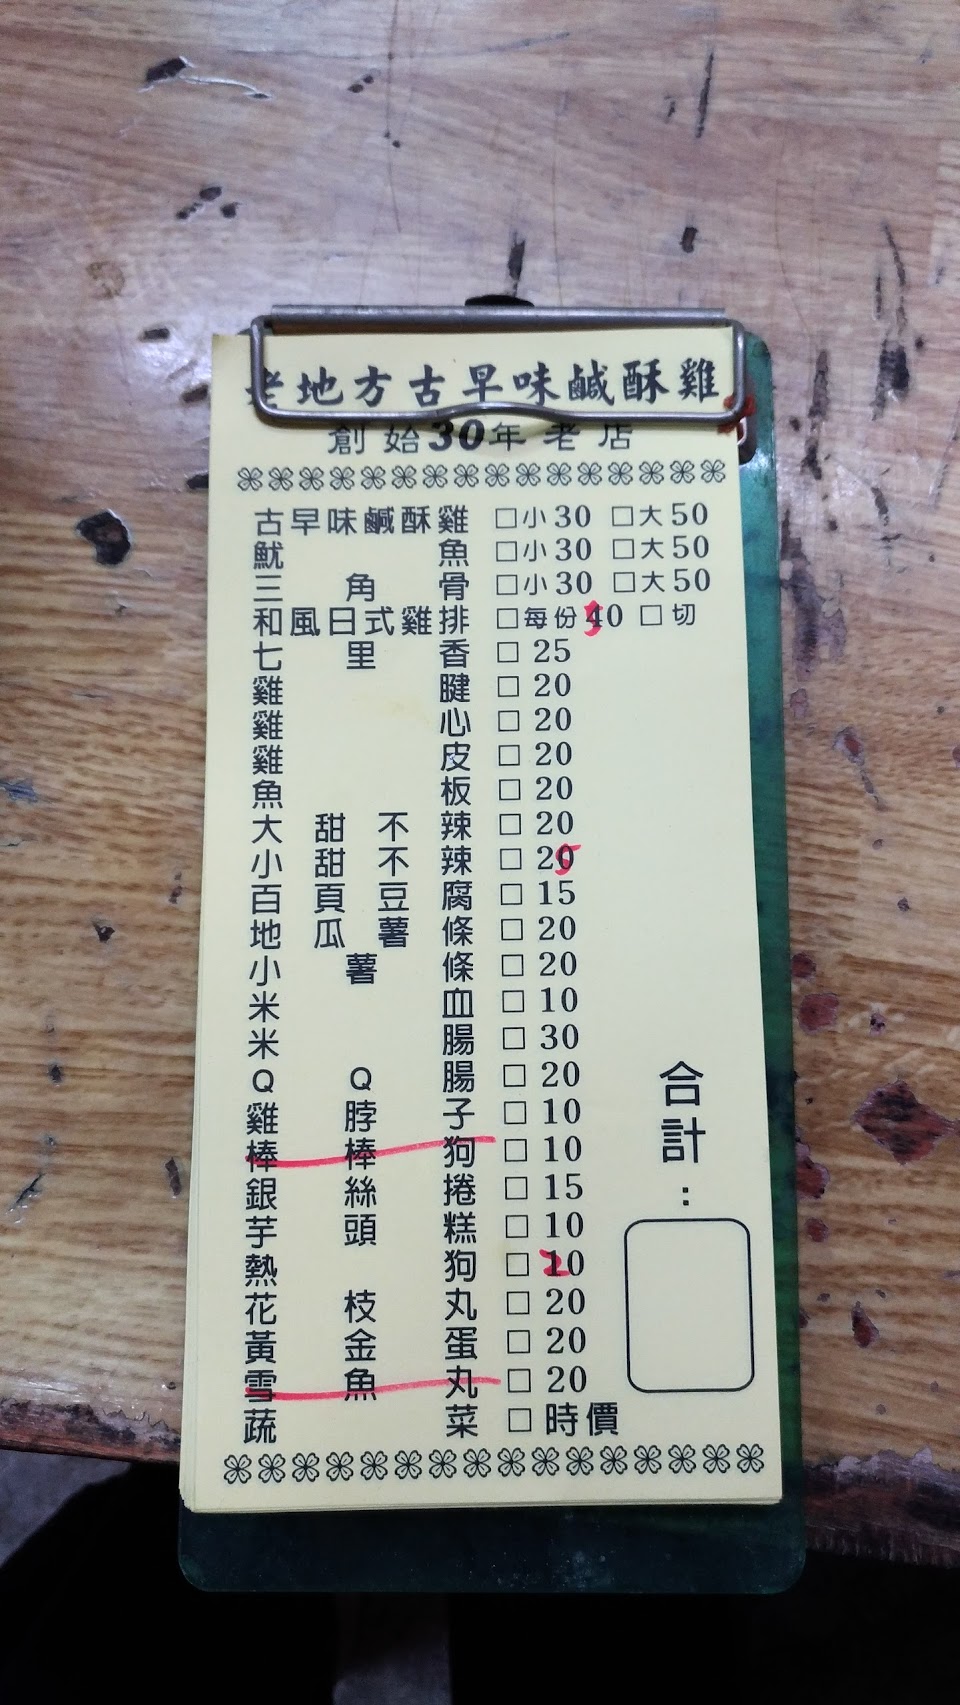 老地方古早味鹹酥雞
創始30年老店
古早味鹹酥雞 □小30 □大50
魷魚 □小30 □大50
三角骨 □小30 □大50
和風日式雞排 □每份50 □切
七里香 □25
雞腱 □20
雞心 □20
雞皮 □20
魚板 □20
大甜不辣 □20
小甜不辣 □25
百頁豆腐 □15
地瓜薯條 □20
小薯條 □20
米血 □10
米腸 □30
QQ腸 □20
雞脖子 □10
棒棒狗 □10
銀絲捲 □15
芋頭糕 □10
熱狗 □20
花枝丸 □20
黃金蛋 □20
雪魚丸 □20
蔬菜 □時價
合計: